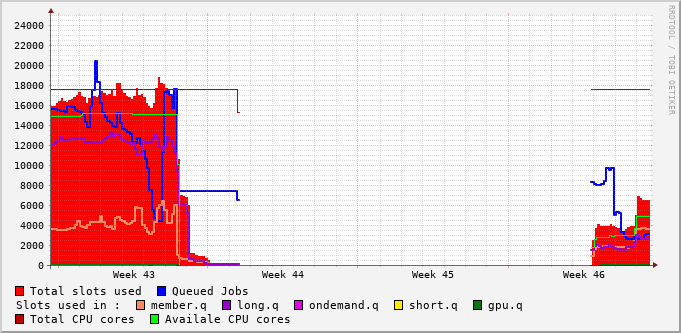 RRDTOOL / TOBI OETIKER
24000
22000
20000
18000
16000
14000
12000
10000
8000
6000
4000
2000
0
Week 43 Week 44 Week 45 Week 46
Total slots used Queued Jobs
Slots used in : member.q long.q ondemand.q short.q gpu.q
Total CPU cores Availale CPU cores